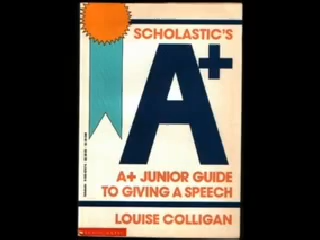 SCHOLASTIC'S
A+
A+ JUNIOR GUIDE
TO GIVING A SPEECH
LOUISE COLLIGAN